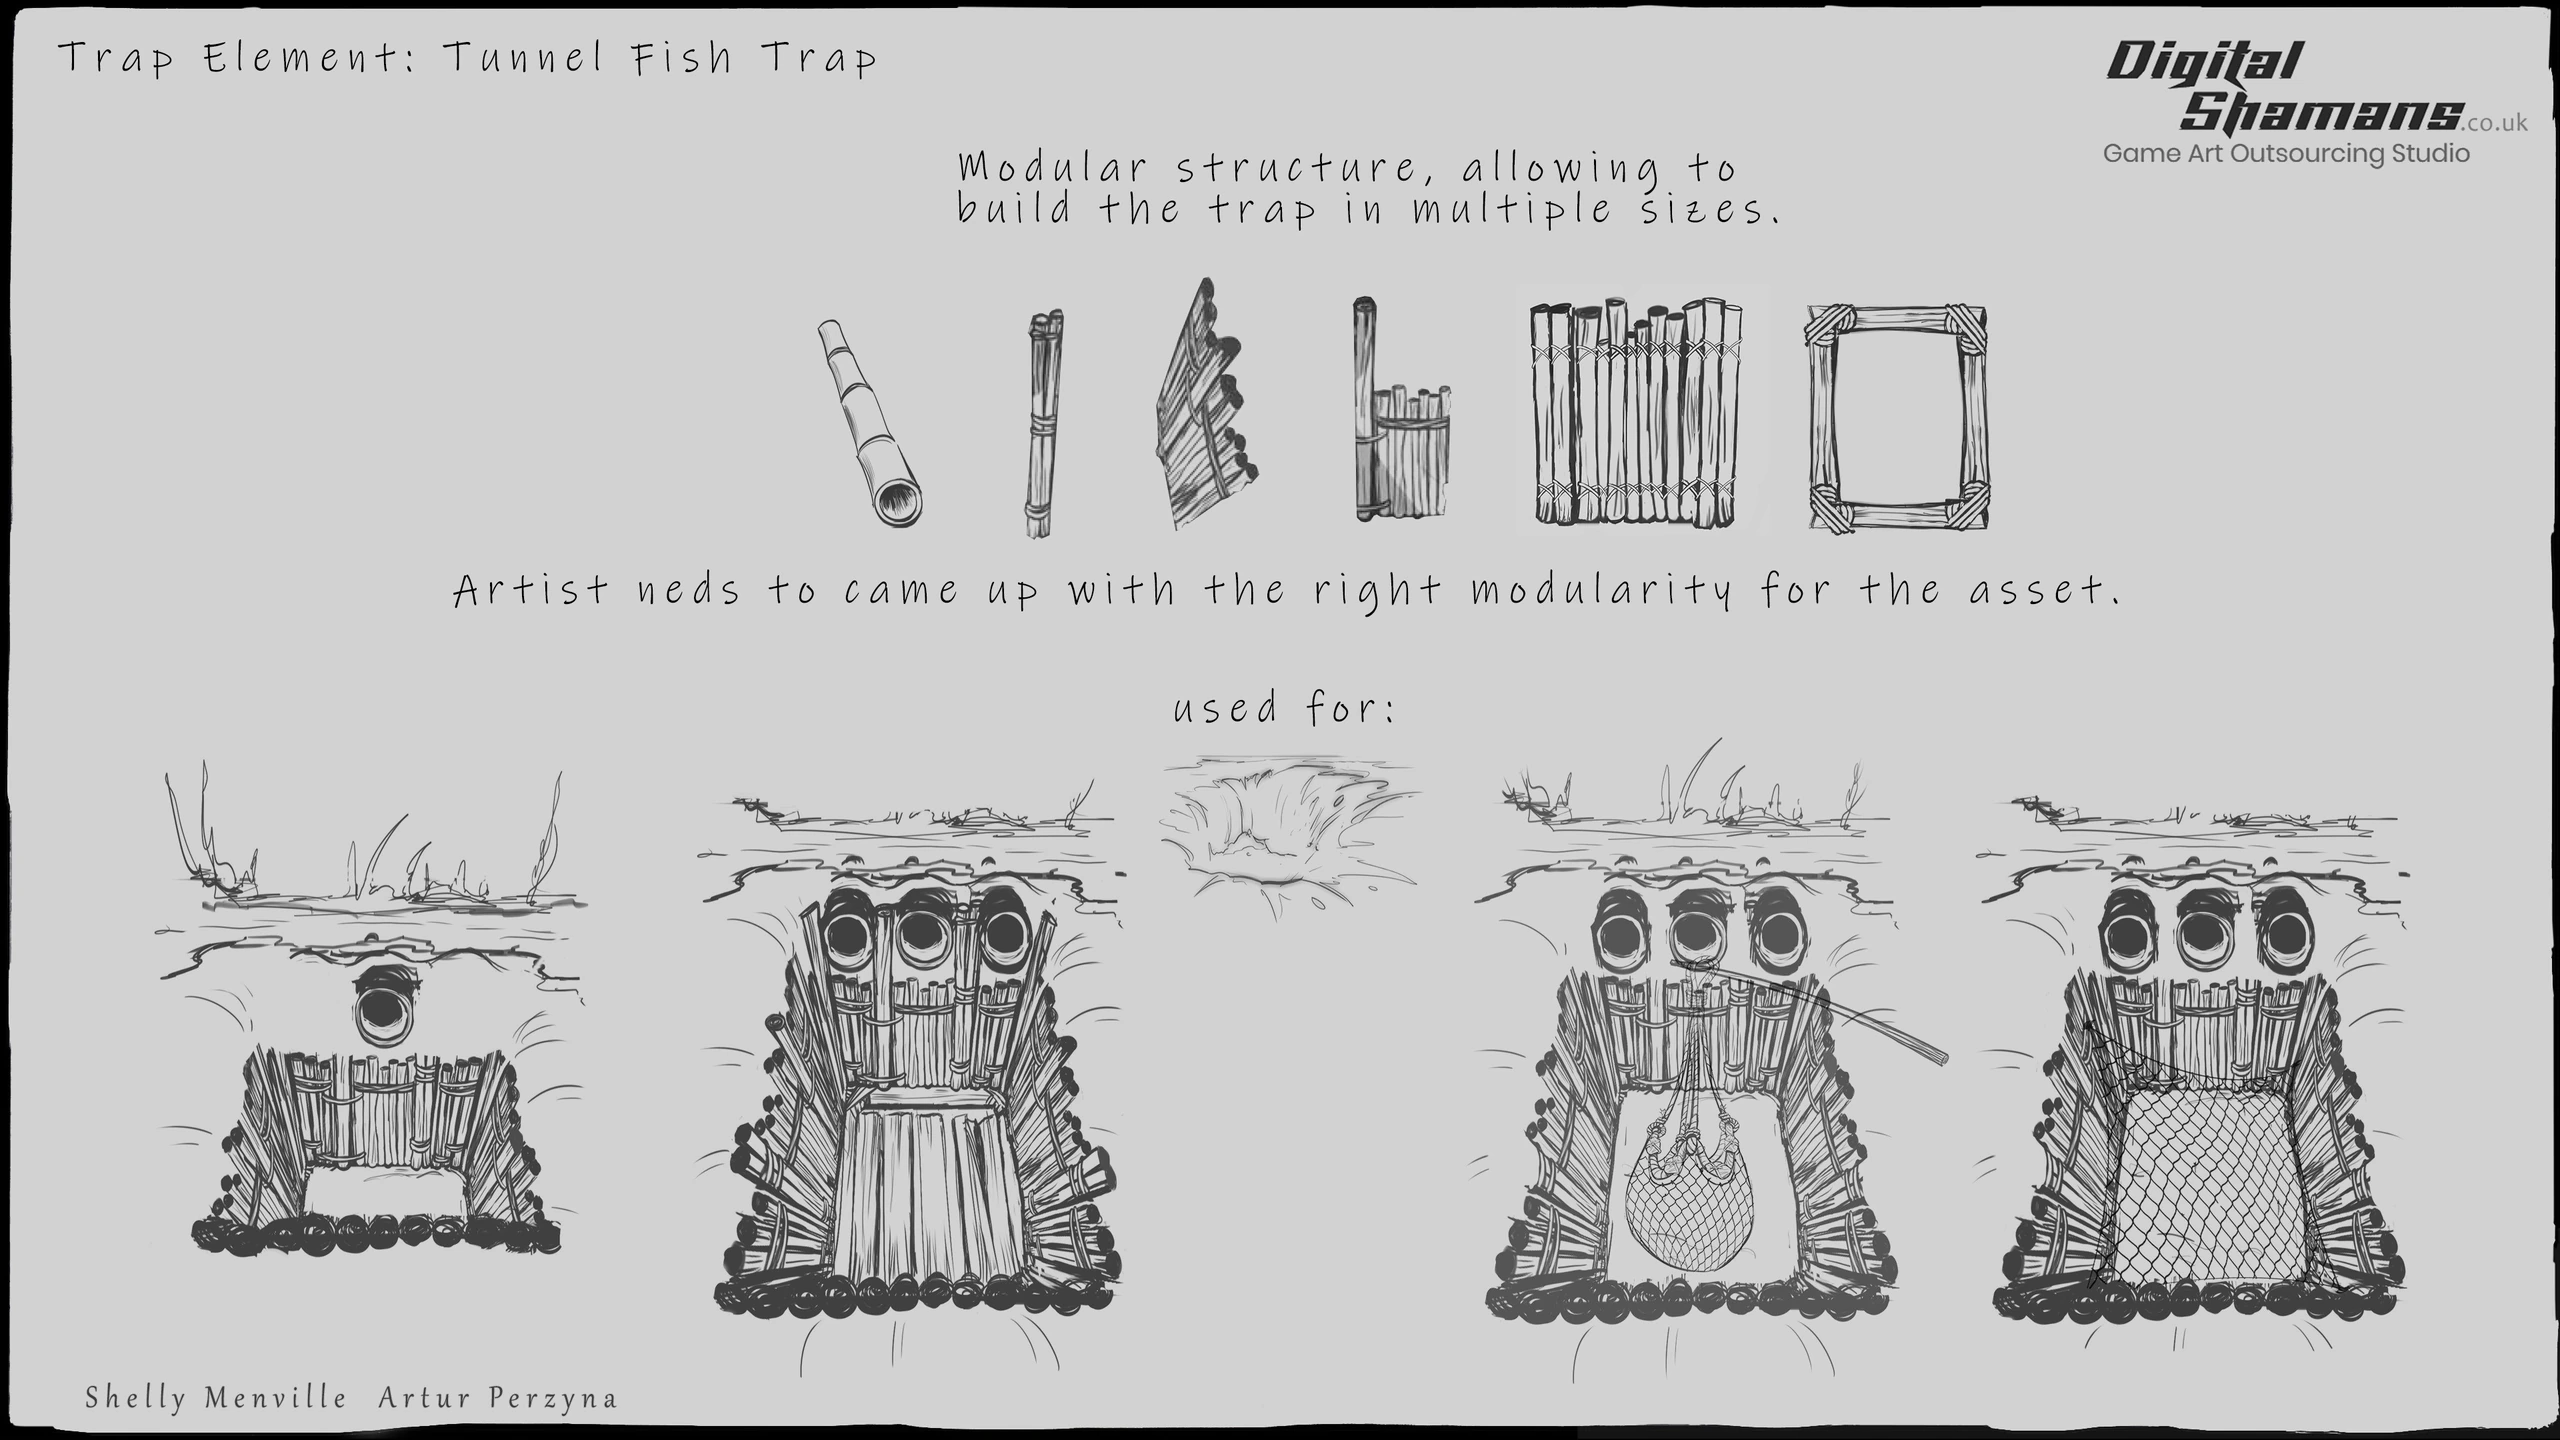 Trap Element: Tunnel Fish Trap
Digital
Shamans.co.uk
Game Art Outsourcing Studio
Modular structure, allowing to
build the trap in multiple sizes.
Artist neds to came up with the right modularity for the asset.
used for:
Shelly Menville Artur Perzyna